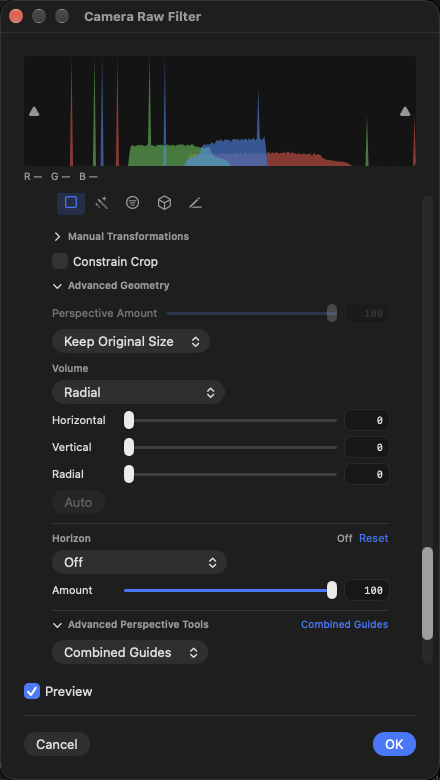 Camera Raw Filter
R — G — B —
Manual Transformations
Constrain Crop
Advanced Geometry
Perspective Amount 100
Keep Original Size
Volume
Radial
Horizontal 0
Vertical 0
Radial 0
Auto
Horizon Off Reset
Off
Amount 100
Advanced Perspective Tools Combined Guides
Combined Guides
Preview
Cancel OK